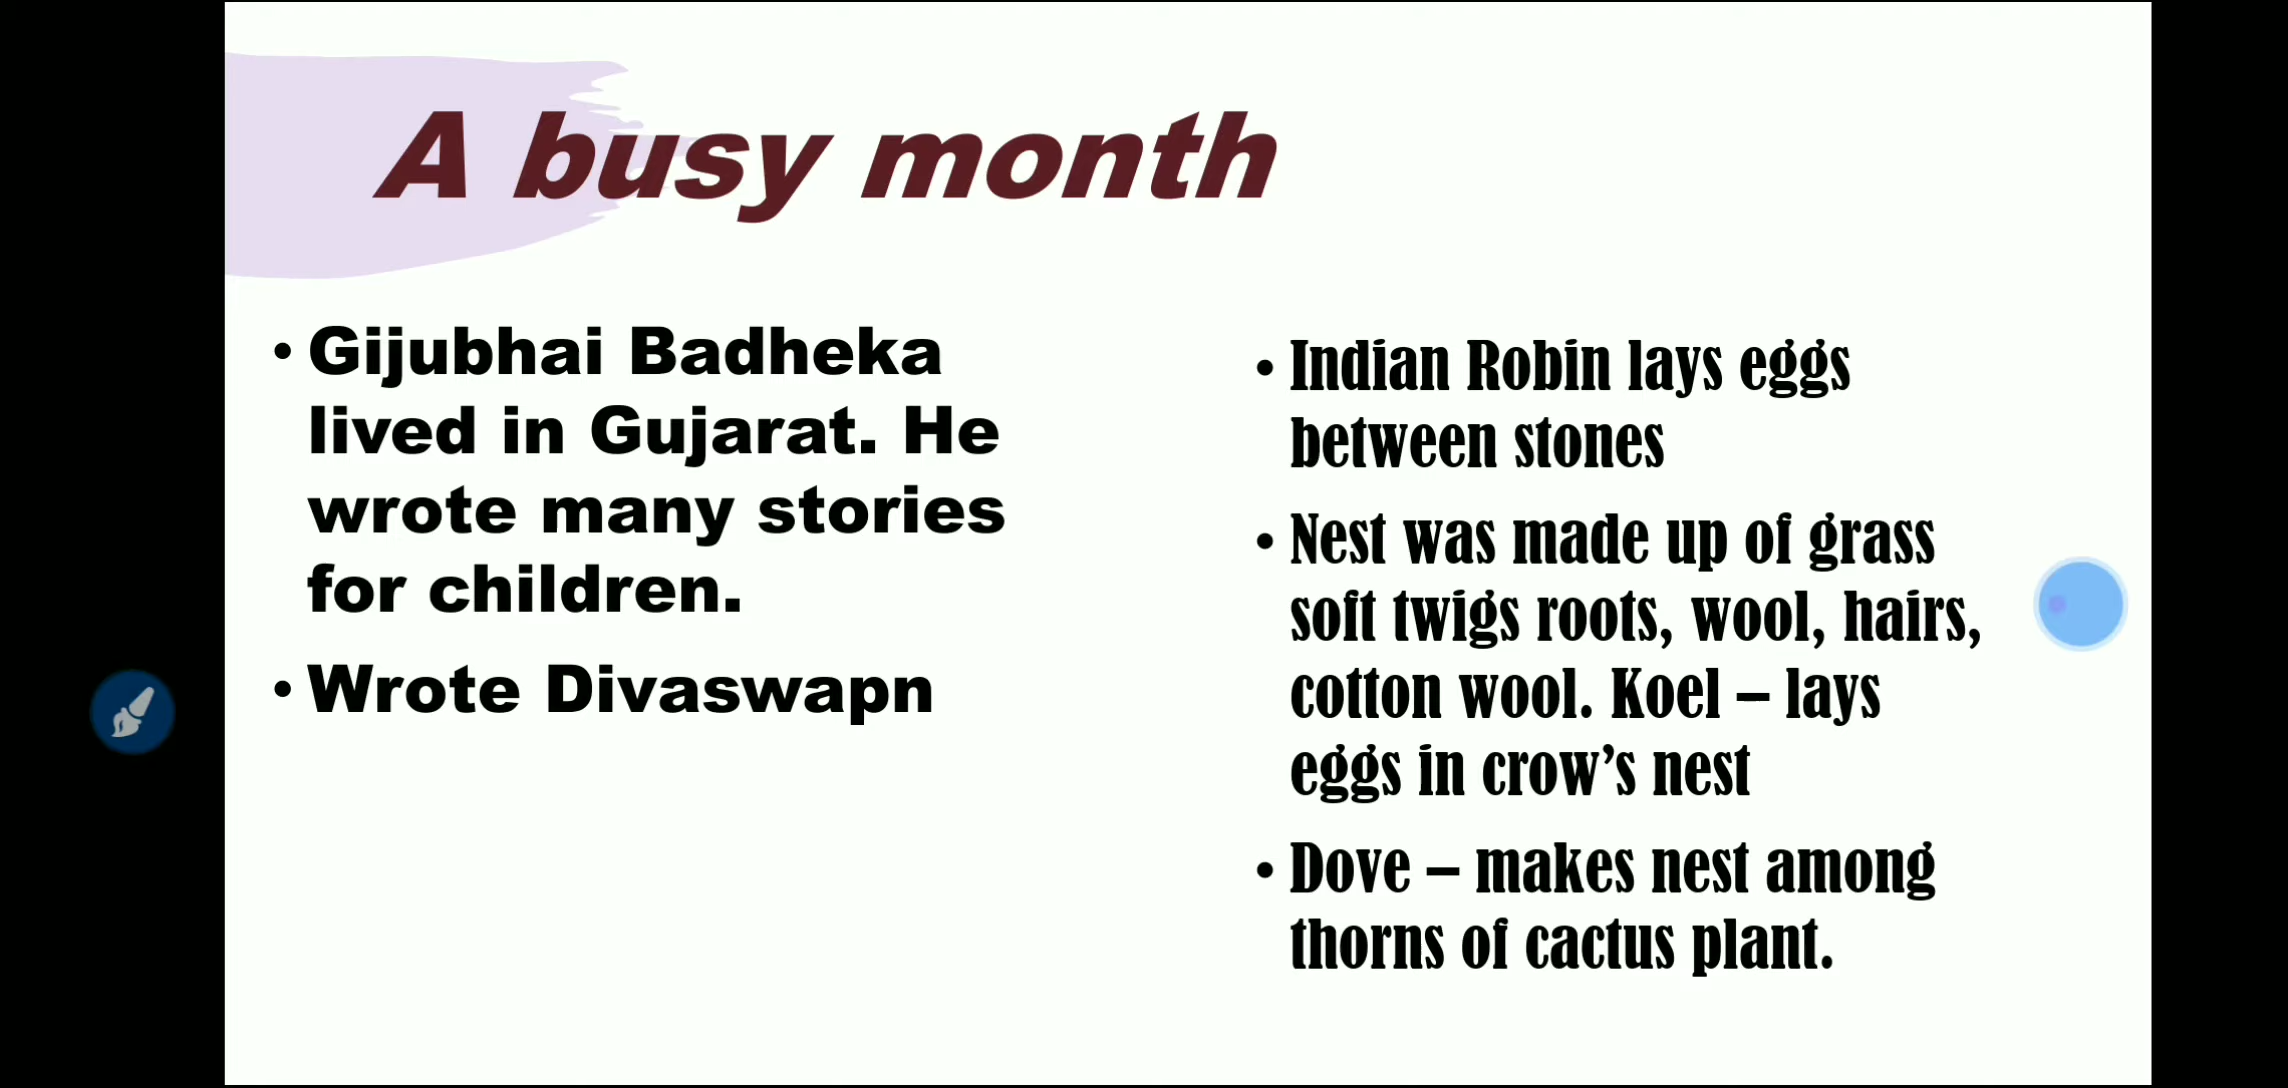 A busy month
• Gijubhai Badheka
lived in Gujarat. He
wrote many stories
for children.
• Wrote Divaswapn
• Indian Robin lays eggs
between stones
• Nest was made up of grass
soft twigs roots, wool, hairs,
cotton wool. Koel – lays
eggs in crow’s nest
• Dove – makes nest among
thorns of cactus plant.